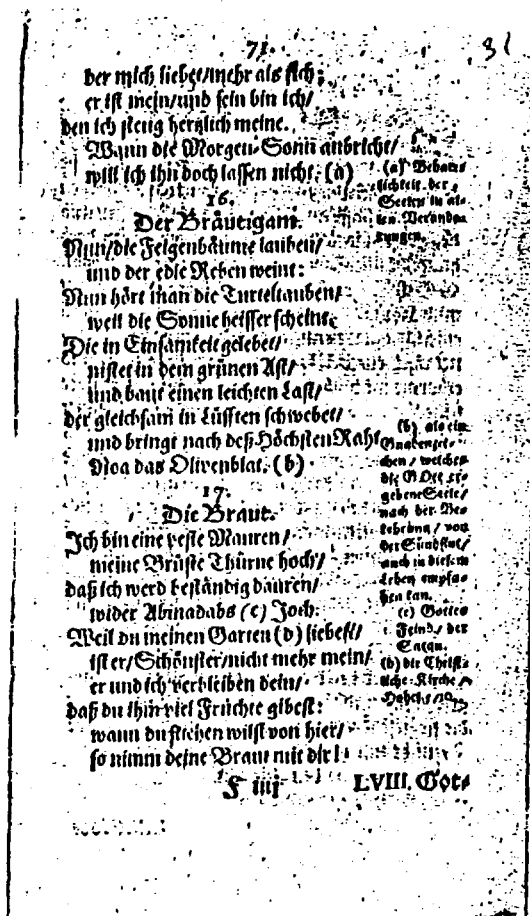 71.
31
der mich liebet/mehr als sich;
er ist mein/und sein bin ich/
den ich stetig hertzlich meine.
Wann die Morgen-Sonn anbricht/
will ich ihn doch lassen nicht. (a)
16.
Der Bräutigam.
Nun/die Feigenbäume lauben/
und der edle Reben weint:
Nun hört man die Turteltauben/
weil die Sonne heisser scheint.
Die in Einsamkeit gelebet/
nistet in dem grünen Ast/
und baut einen leichten Last/
der gleichsam in Lüfften schwebet/
und bringt nach deß Höchsten Raht
Noa das Olivenblat. (b)
17.
Die Braut.
Ich bin eine veste Mauren/
meine Brüste Thürne hoch/
daß ich werd beständig dauren/
wider Abinadabs (c) Joch.
Weil du meinen Garten (d) liebest/
ist er/Schönster/nicht mehr mein/
er und ich verbleiben dein/
daß du ihm viel Früchte gibest:
wann du fliehen wilst von hier/
so nimm deine Braut mit dir!
(a) Beharr-
lichkeit der
Seelen in al-
len Verände-
rungen.
(b) als ein
Gnadenzei-
chen / welches
die GOtt er-
gebene Seele/
nach der Be-
kehrung / von
der Sündflut/
auch in diesem
Leben empfa-
hen kan.
(c) Gottes
Feind / der
Satan.
(d) die Christ-
liche Kirche /
F iij
LVIII. Got-